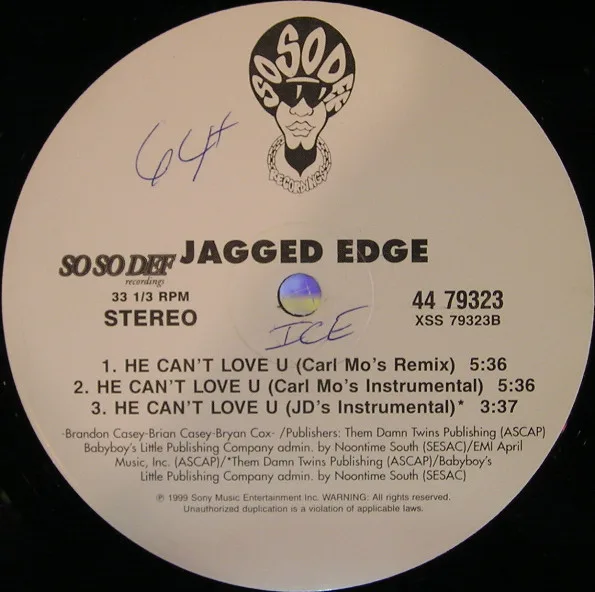 SO SO DEF
RECORDINGS
64+
JAGGED EDGE
SO SO DEF
recordings
33 1/3 RPM
STEREO
44 79323
XSS 79323B
ICE
1. HE CAN'T LOVE U (Carl Mo's Remix) 5:36
2. HE CAN'T LOVE U (Carl Mo's Instrumental) 5:36
3. HE CAN'T LOVE U (JD's Instrumental)* 3:37
-Brandon Casey-Brian Casey-Bryan Cox- /Publishers: Them Damn Twins Publishing (ASCAP)
Babyboy's Little Publishing Company admin. by Noontime South (SESAC)/EMI April
Music, Inc. (ASCAP)/*Them Damn Twins Publishing (ASCAP)/Babyboy's
Little Publishing Company admin. by Noontime South (SESAC)
℗ 1999 Sony Music Entertainment Inc. WARNING: All rights reserved.
Unauthorized duplication is a violation of applicable laws.